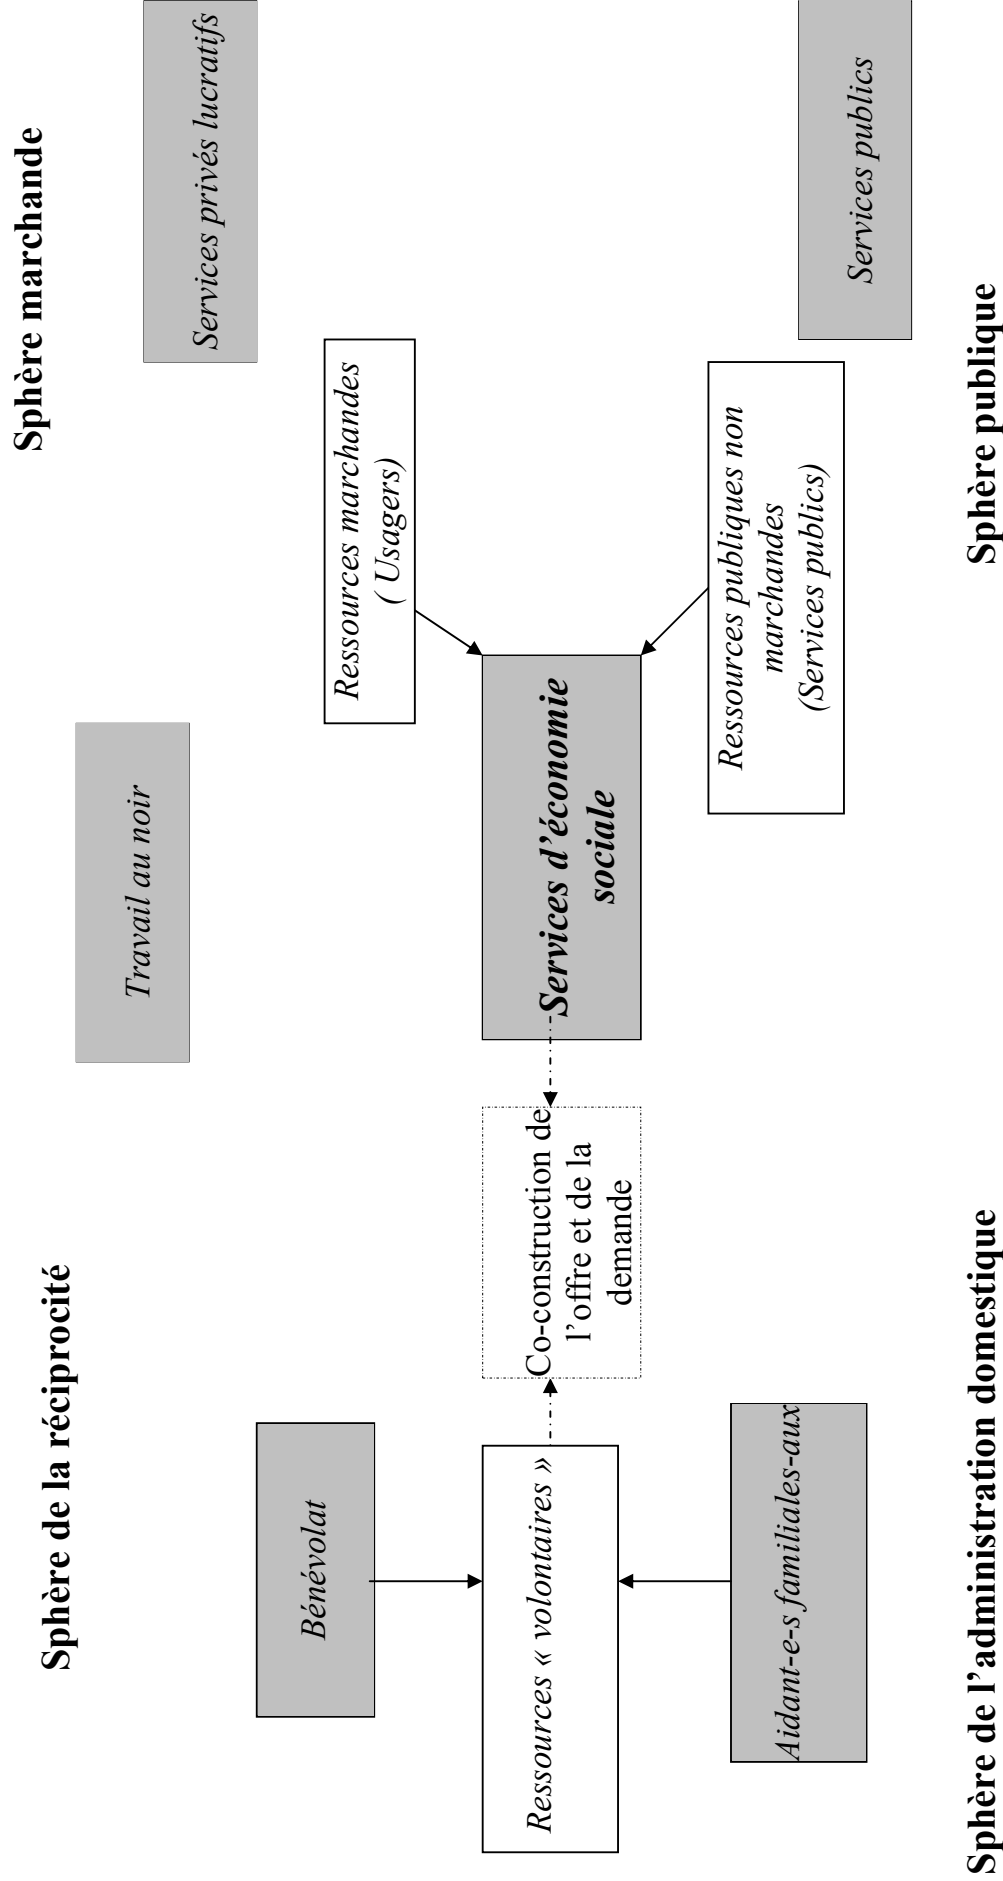 Sphère de la réciprocité
Sphère marchande
Travail au noir
Services privés lucratifs
Bénévolat
Ressources marchandes
( Usagers)
Ressources « volontaires »
Co-construction de
l’offre et de la
demande
Services d’économie
sociale
Ressources publiques non
marchandes
(Services publics)
Aidant-e-s familiales-aux
Services publics
Sphère de l’administration domestique
Sphère publique